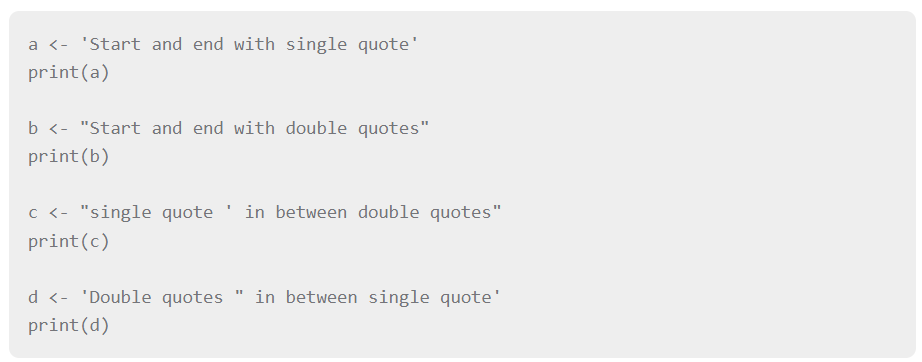 a <- 'Start and end with single quote'
print(a)
b <- "Start and end with double quotes"
print(b)
c <- "single quote ' in between double quotes"
print(c)
d <- 'Double quotes " in between single quote'
print(d)